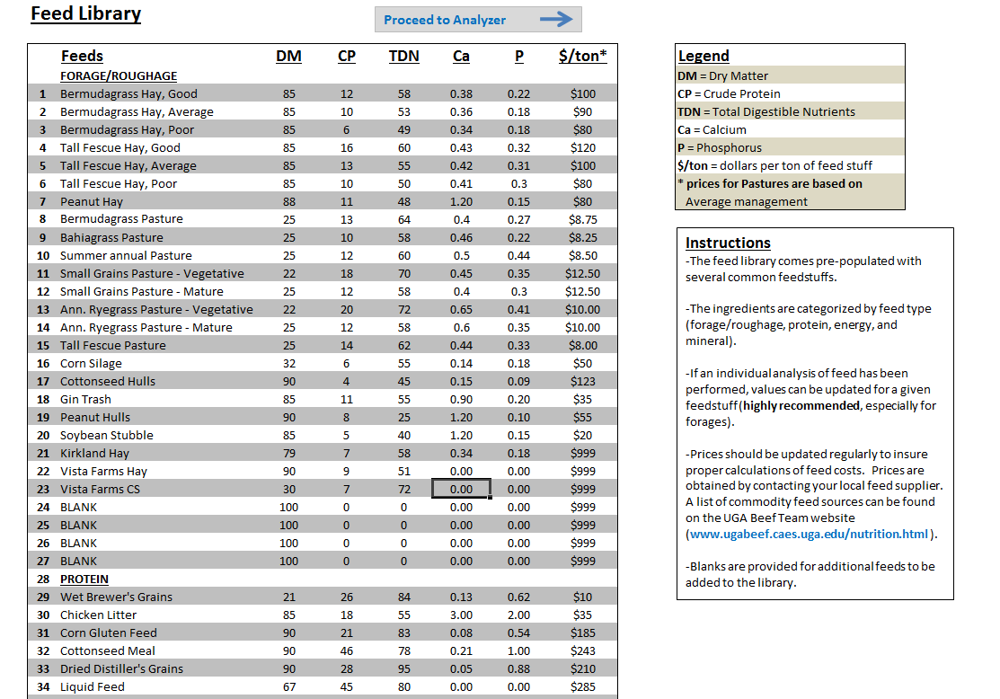 Feed Library
Proceed to Analyzer
Feeds DM CP TDN Ca P $/ton*
FORAGE/ROUGHAGE
1 Bermudagrass Hay, Good 85 12 58 0.38 0.22 $100
2 Bermudagrass Hay, Average 85 10 53 0.36 0.18 $90
3 Bermudagrass Hay, Poor 85 6 49 0.34 0.18 $80
4 Tall Fescue Hay, Good 85 16 60 0.43 0.32 $120
5 Tall Fescue Hay, Average 85 13 55 0.42 0.31 $100
6 Tall Fescue Hay, Poor 85 10 50 0.41 0.3 $80
7 Peanut Hay 88 11 48 1.20 0.15 $80
8 Bermudagrass Pasture 25 13 64 0.4 0.27 $8.75
9 Bahiagrass Pasture 25 10 58 0.46 0.22 $8.25
10 Summer annual Pasture 25 12 60 0.5 0.44 $8.50
11 Small Grains Pasture - Vegetative 22 18 70 0.45 0.35 $12.50
12 Small Grains Pasture - Mature 25 12 58 0.4 0.3 $12.50
13 Ann. Ryegrass Pasture - Vegetative 22 20 72 0.65 0.41 $10.00
14 Ann. Ryegrass Pasture - Mature 25 12 58 0.6 0.35 $10.00
15 Tall Fescue Pasture 25 14 62 0.44 0.33 $8.00
16 Corn Silage 32 6 55 0.14 0.18 $50
17 Cottonseed Hulls 90 4 45 0.15 0.09 $123
18 Gin Trash 85 11 55 0.90 0.20 $35
19 Peanut Hulls 90 8 25 1.20 0.10 $55
20 Soybean Stubble 85 5 40 1.20 0.15 $20
21 Kirkland Hay 79 7 58 0.34 0.18 $999
22 Vista Farms Hay 90 9 51 0.00 0.00 $999
23 Vista Farms CS 30 7 72 0.00 0.00 $999
24 BLANK 100 0 0 0.00 0.00 $999
25 BLANK 100 0 0 0.00 0.00 $999
26 BLANK 100 0 0 0.00 0.00 $999
27 BLANK 100 0 0 0.00 0.00 $999
28 PROTEIN
29 Wet Brewer's Grains 21 26 84 0.13 0.62 $10
30 Chicken Litter 85 18 55 3.00 2.00 $35
31 Corn Gluten Feed 90 21 83 0.08 0.54 $185
32 Cottonseed Meal 90 46 78 0.21 1.00 $243
33 Dried Distiller's Grains 90 28 95 0.05 0.88 $210
34 Liquid Feed 67 45 80 0.00 0.00 $285
Legend
DM = Dry Matter
CP = Crude Protein
TDN = Total Digestible Nutrients
Ca = Calcium
P = Phosphorus
$/ton = dollars per ton of feed stuff
* prices for Pastures are based on
Average management
Instructions
-The feed library comes pre-populated with
several common feedstuffs.
-The ingredients are categorized by feed type
(forage/roughage, protein, energy, and
mineral).
-If an individual analysis of feed has been
performed, values can be updated for a given
feedstuff (highly recommended, especially for
forages).
-Prices should be updated regularly to insure
proper calculations of feed costs. Prices are
obtained by contacting your local feed supplier.
A list of commodity feed sources can be found
on the UGA Beef Team website
(www.ugabeef.caes.uga.edu/nutrition.html).
-Blanks are provided for additional feeds to be
added to the library.